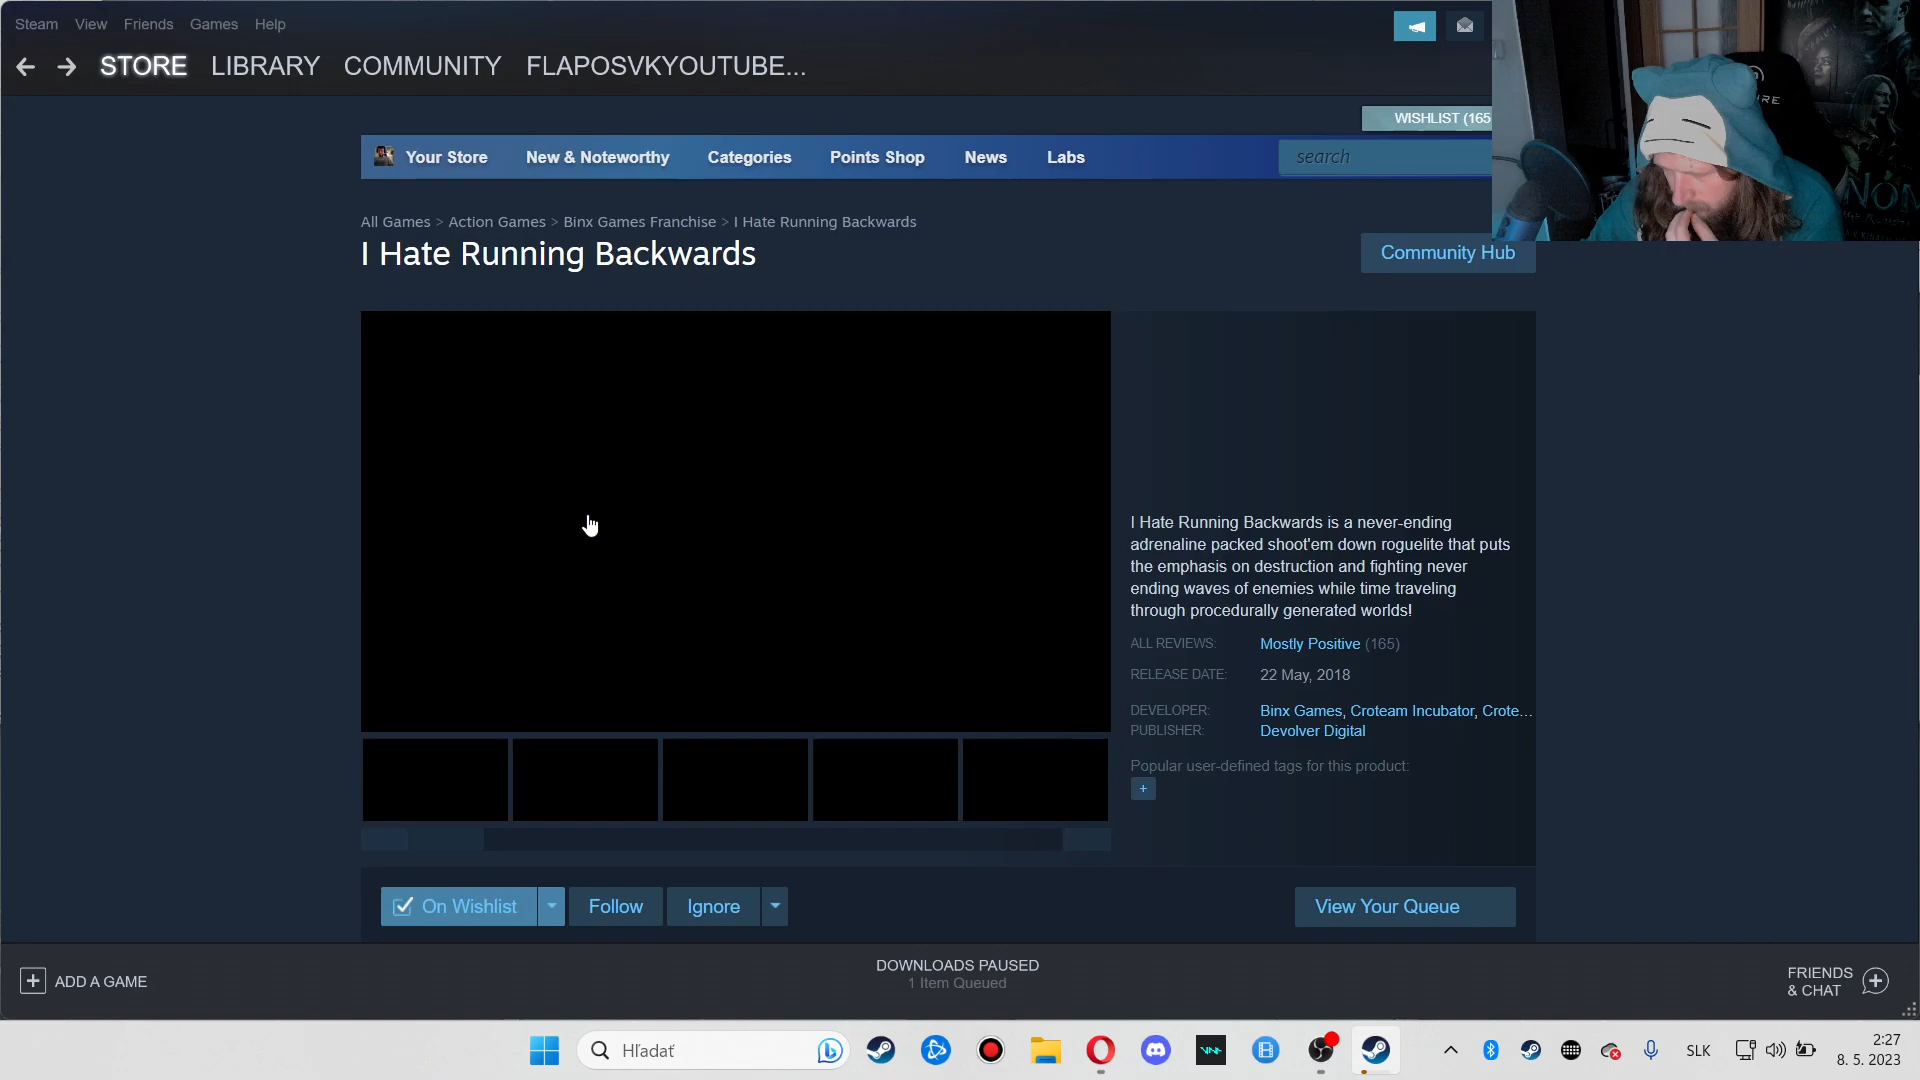 Steam View Friends Games Help
STORE LIBRARY COMMUNITY FLAPOSVKYOUTUBE...
WISHLIST (165
Your Store New & Noteworthy Categories Points Shop News Labs search
All Games > Action Games > Binx Games Franchise > I Hate Running Backwards
I Hate Running Backwards
Community Hub
I Hate Running Backwards is a never-ending
adrenaline packed shoot'em down roguelite that puts
the emphasis on destruction and fighting never
ending waves of enemies while time traveling
through procedurally generated worlds!
ALL REVIEWS: Mostly Positive (165)
RELEASE DATE: 22 May, 2018
DEVELOPER: Binx Games, Croteam Incubator, Crote...
PUBLISHER: Devolver Digital
Popular user-defined tags for this product:
+
On Wishlist Follow Ignore View Your Queue
ADD A GAME
DOWNLOADS PAUSED
1 Item Queued
FRIENDS
& CHAT
Hľadať
SLK
2:27
8. 5. 2023